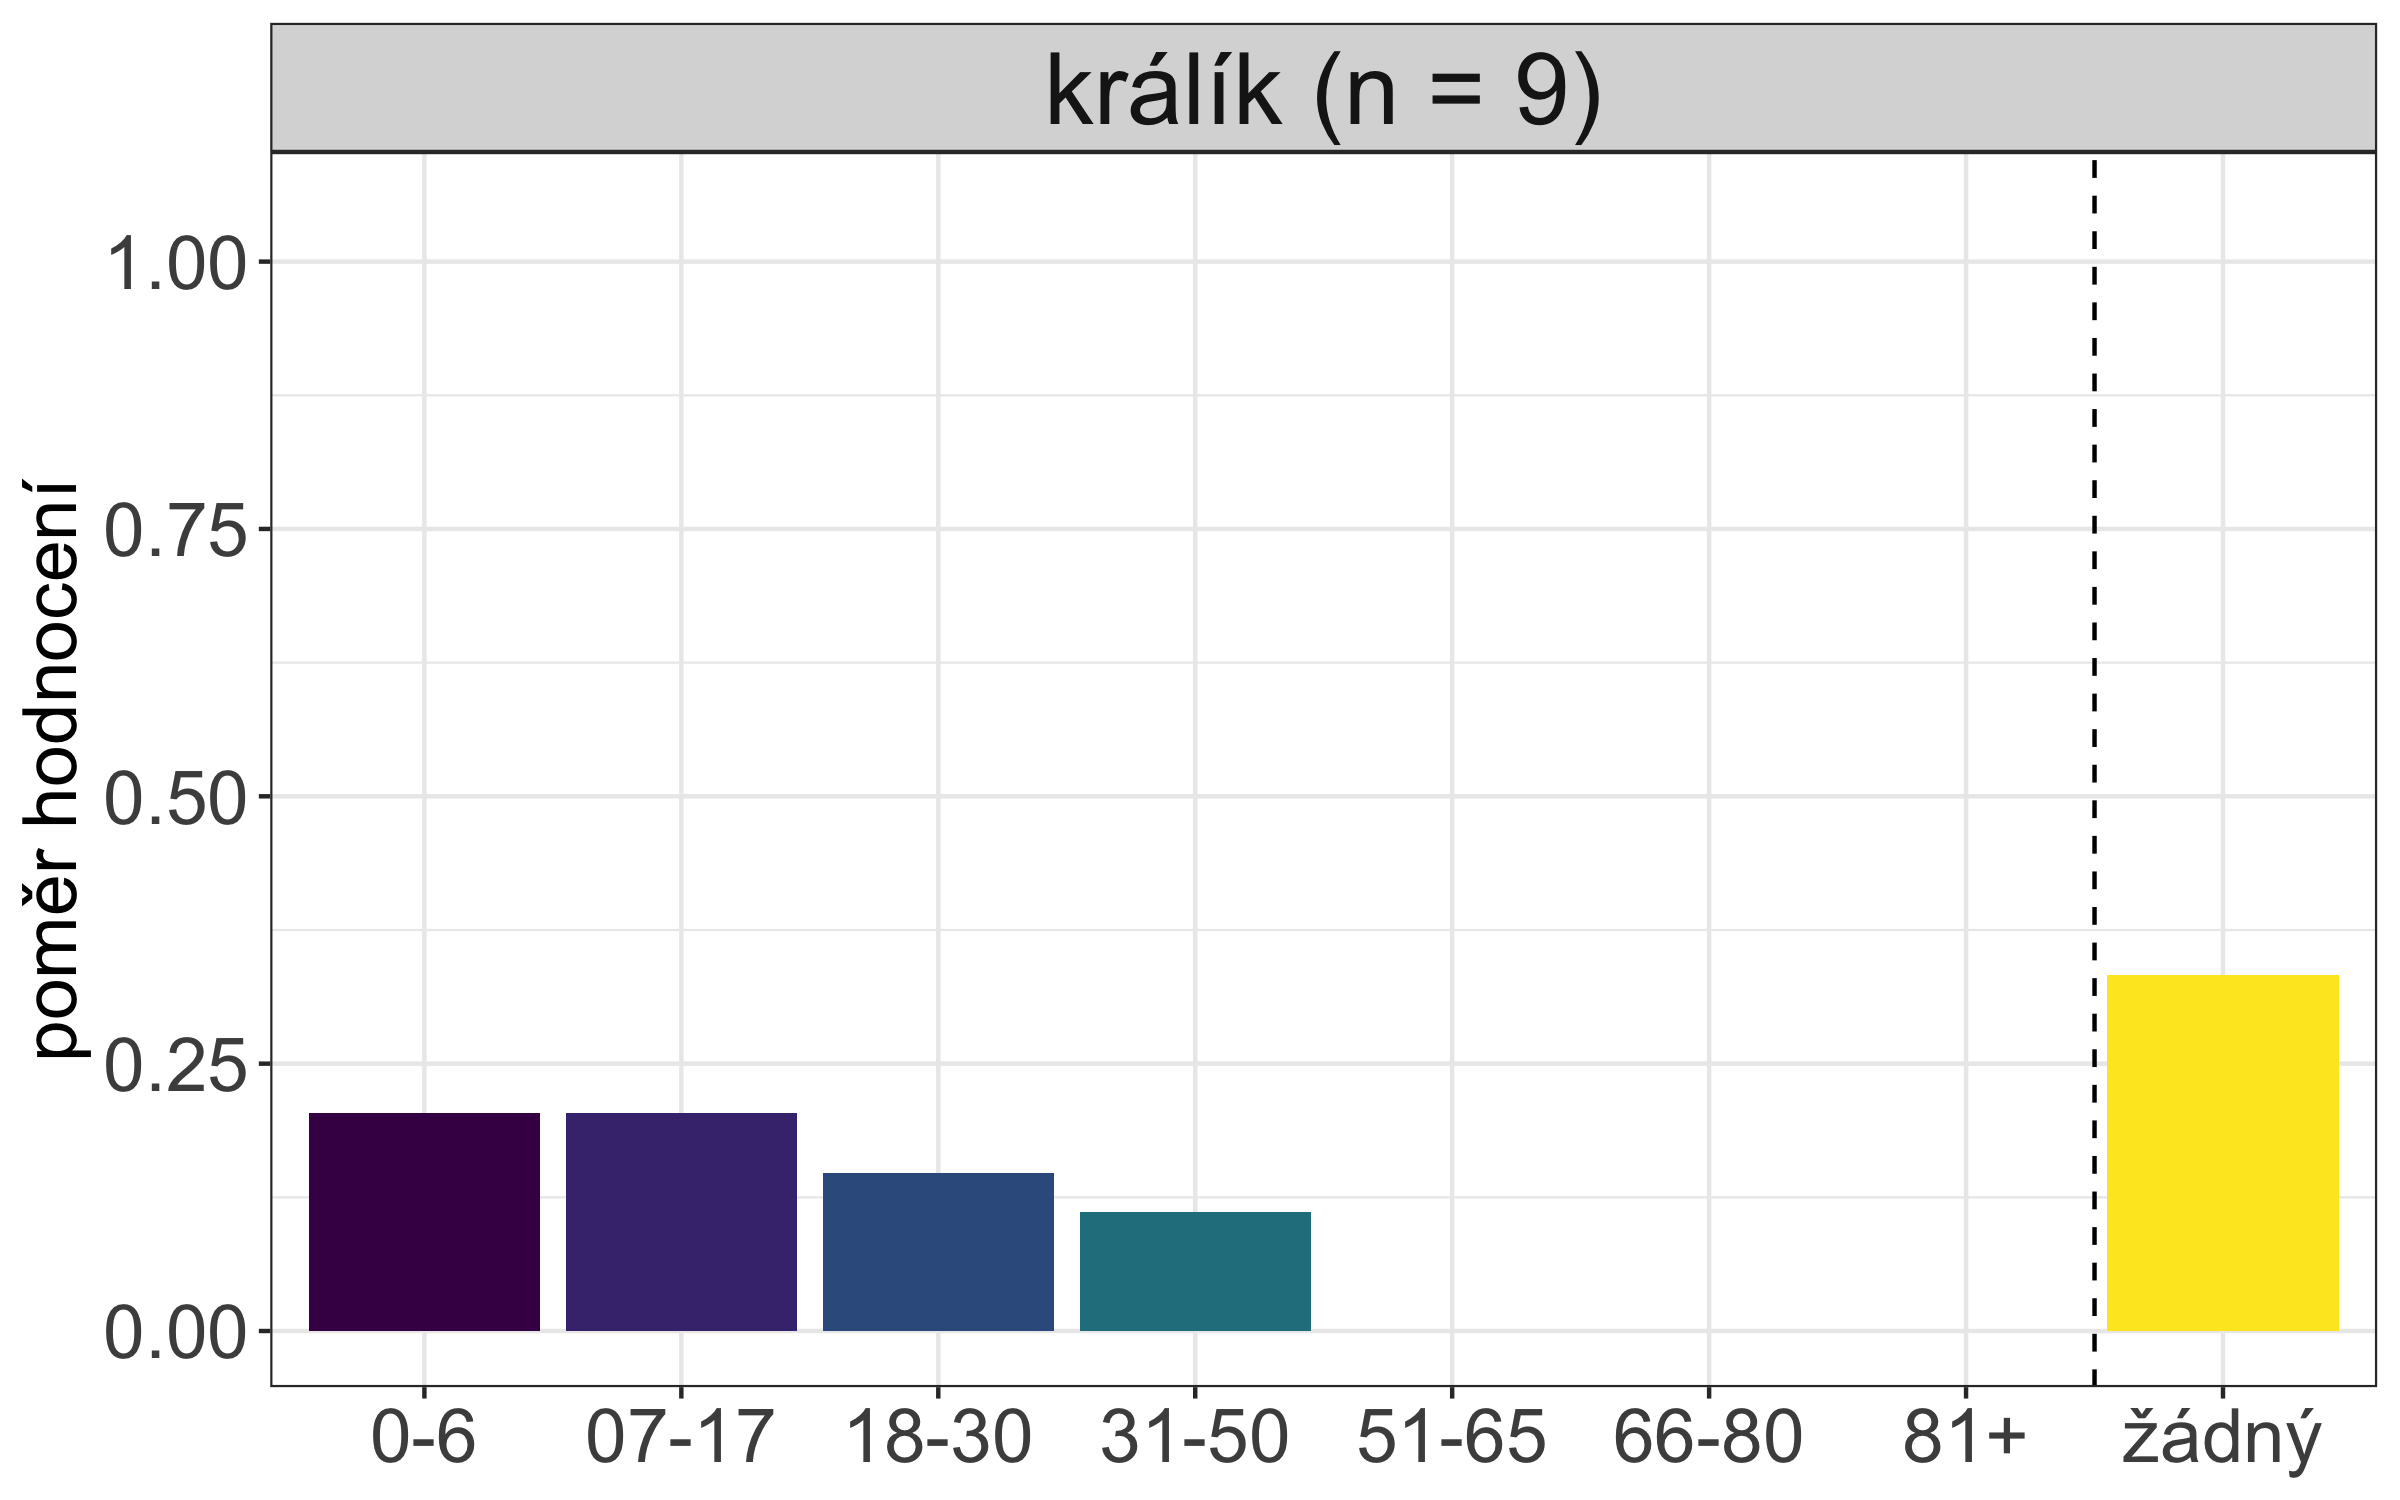 králík (n = 9)
poměr hodnocení
1.00
0.75
0.50
0.25
0.00
0-6 07-17 18-30 31-50 51-65 66-80 81+ žádný